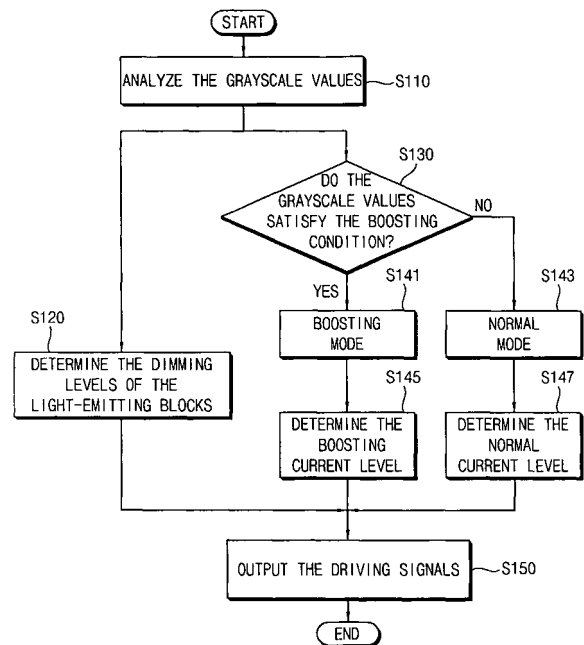 START
ANALYZE THE GRAYSCALE VALUES
S110
S130
DO THE
GRAYSCALE VALUES
SATISFY THE BOOSTING
CONDITION?
NO
YES
S141
S143
S120
BOOSTING
MODE
NORMAL
MODE
DETERMINE THE DIMMING
LEVELS OF THE
LIGHT-EMITTING BLOCKS
S145
S147
DETERMINE THE
BOOSTING
CURRENT LEVEL
DETERMINE THE
NORMAL
CURRENT LEVEL
OUTPUT THE DRIVING SIGNALS
S150
END